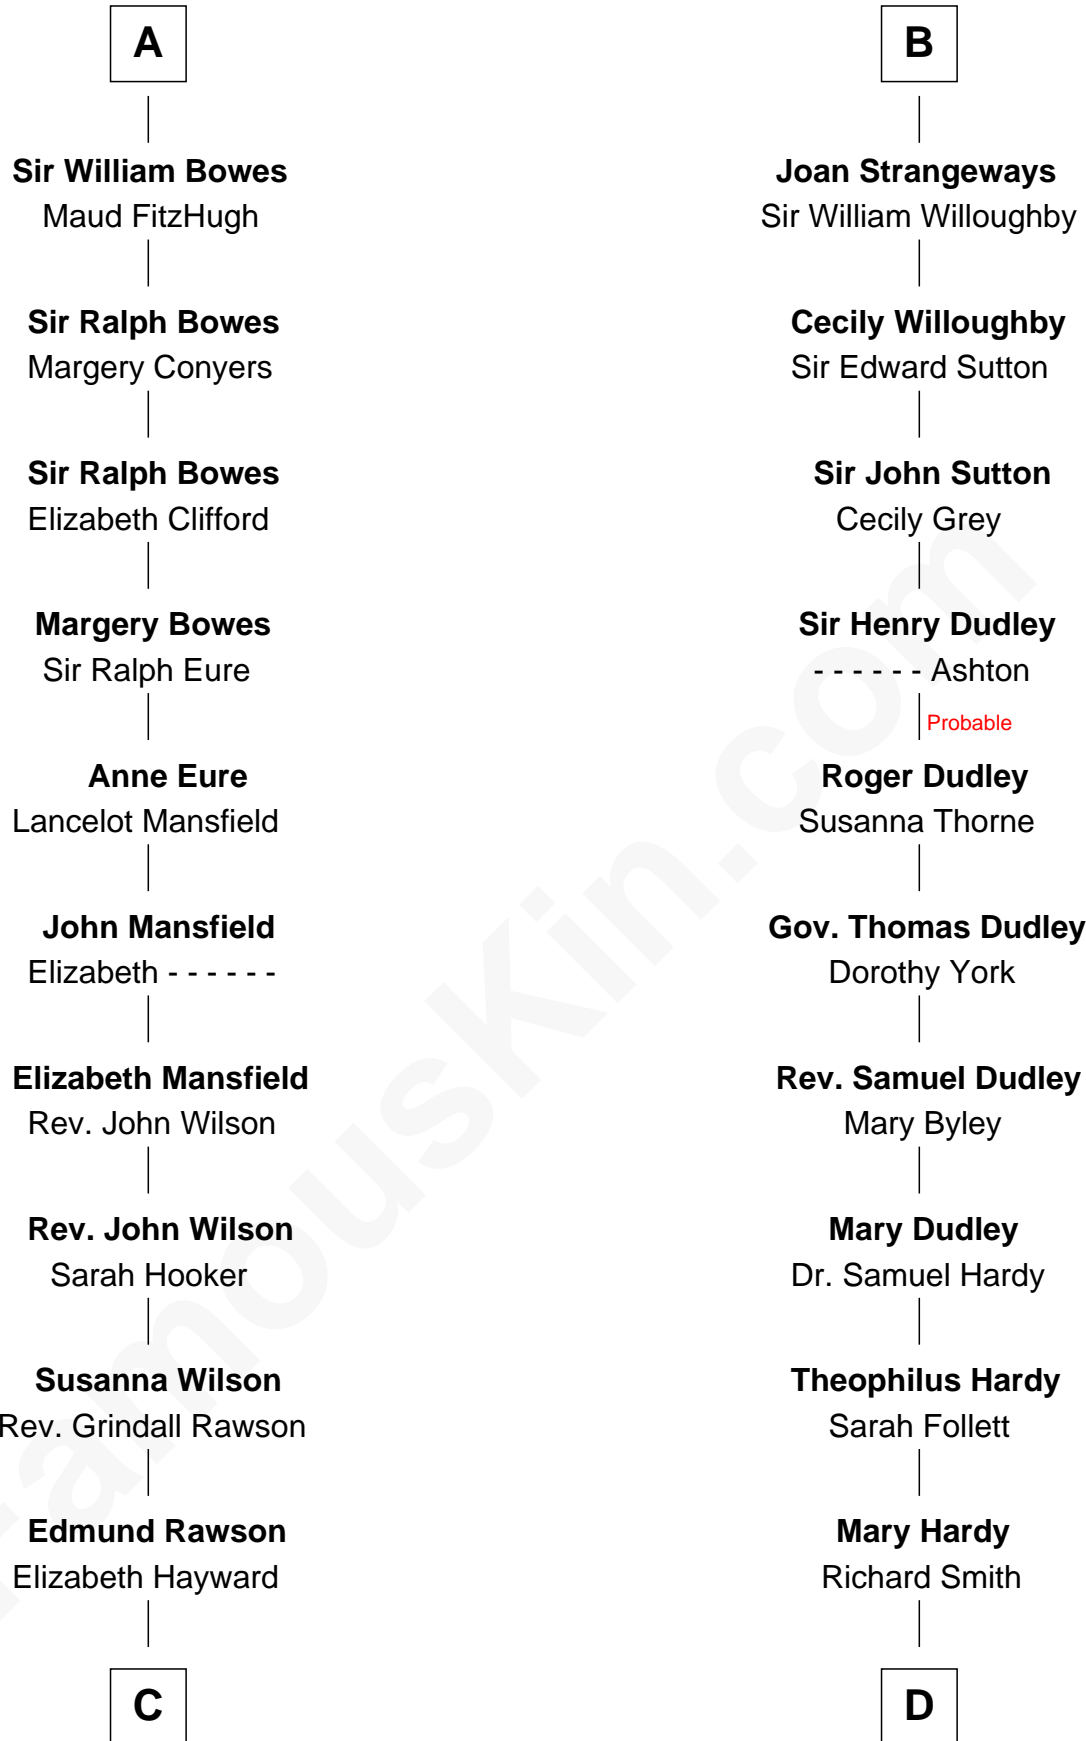 A
Sir William Bowes
Maud FitzHugh
Sir Ralph Bowes
Margery Conyers
Sir Ralph Bowes
Elizabeth Clifford
Margery Bowes
Sir Ralph Eure
Anne Eure
Lancelot Mansfield
John Mansfield
Elizabeth - - - - - -
Elizabeth Mansfield
Rev. John Wilson
Rev. John Wilson
Sarah Hooker
Susanna Wilson
Rev. Grindall Rawson
Edmund Rawson
Elizabeth Hayward
C
B
Joan Strangeways
Sir William Willoughby
Cecily Willoughby
Sir Edward Sutton
Sir John Sutton
Cecily Grey
Sir Henry Dudley
- - - - - - Ashton
Probable
Roger Dudley
Susanna Thorne
Gov. Thomas Dudley
Dorothy York
Rev. Samuel Dudley
Mary Byley
Mary Dudley
Dr. Samuel Hardy
Theophilus Hardy
Sarah Follett
Mary Hardy
Richard Smith
D
FamousKin.com